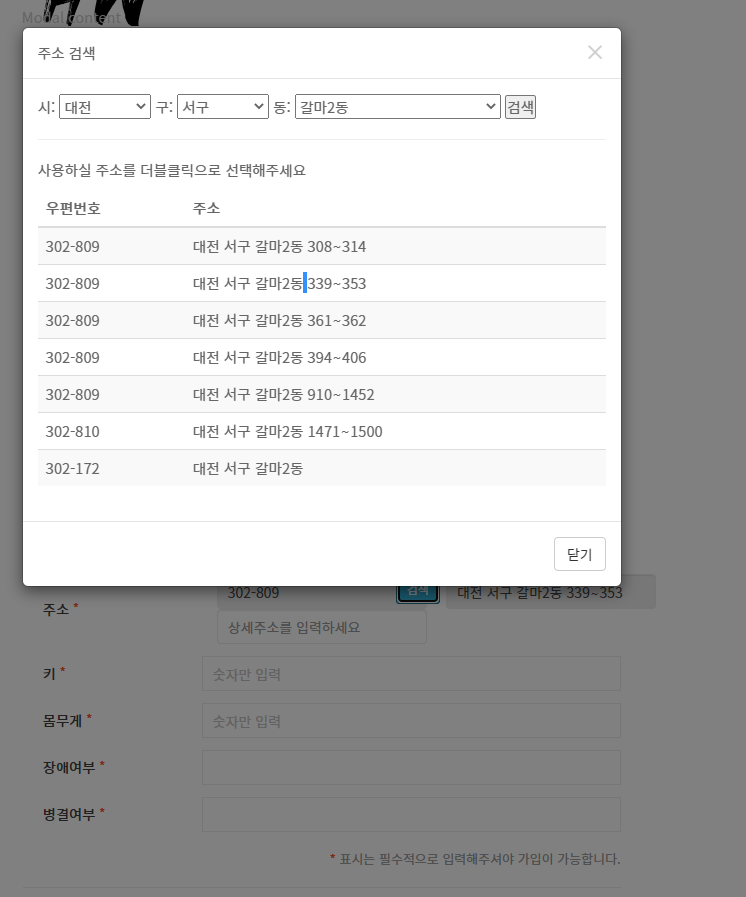 Modal content
주소 검색
×
시: 대전 구: 서구 동: 갈마2동 검색
사용하실 주소를 더블클릭으로 선택해주세요
우편번호 주소
302-809 대전 서구 갈마2동 308~314
302-809 대전 서구 갈마2동 339~353
302-809 대전 서구 갈마2동 361~362
302-809 대전 서구 갈마2동 394~406
302-809 대전 서구 갈마2동 910~1452
302-810 대전 서구 갈마2동 1471~1500
302-172 대전 서구 갈마2동
닫기
주소 * 302-809 검색 대전 서구 갈마2동 339~353
상세주소를 입력하세요
키 * 숫자만 입력
몸무게 * 숫자만 입력
장애여부 *
병결여부 *
* 표시는 필수적으로 입력해주셔야 가입이 가능합니다.